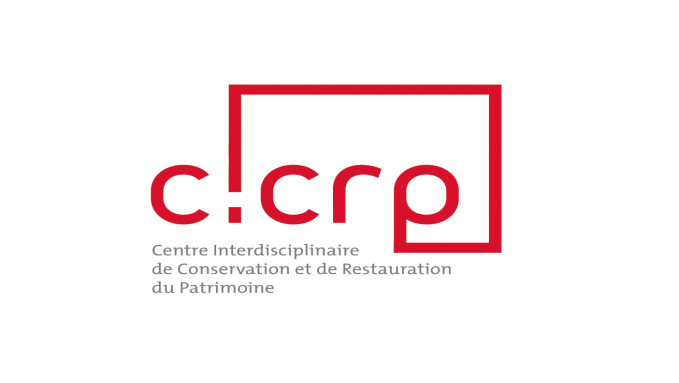 c!crp
Centre Interdisciplinaire
de Conservation et de Restauration
du Patrimoine